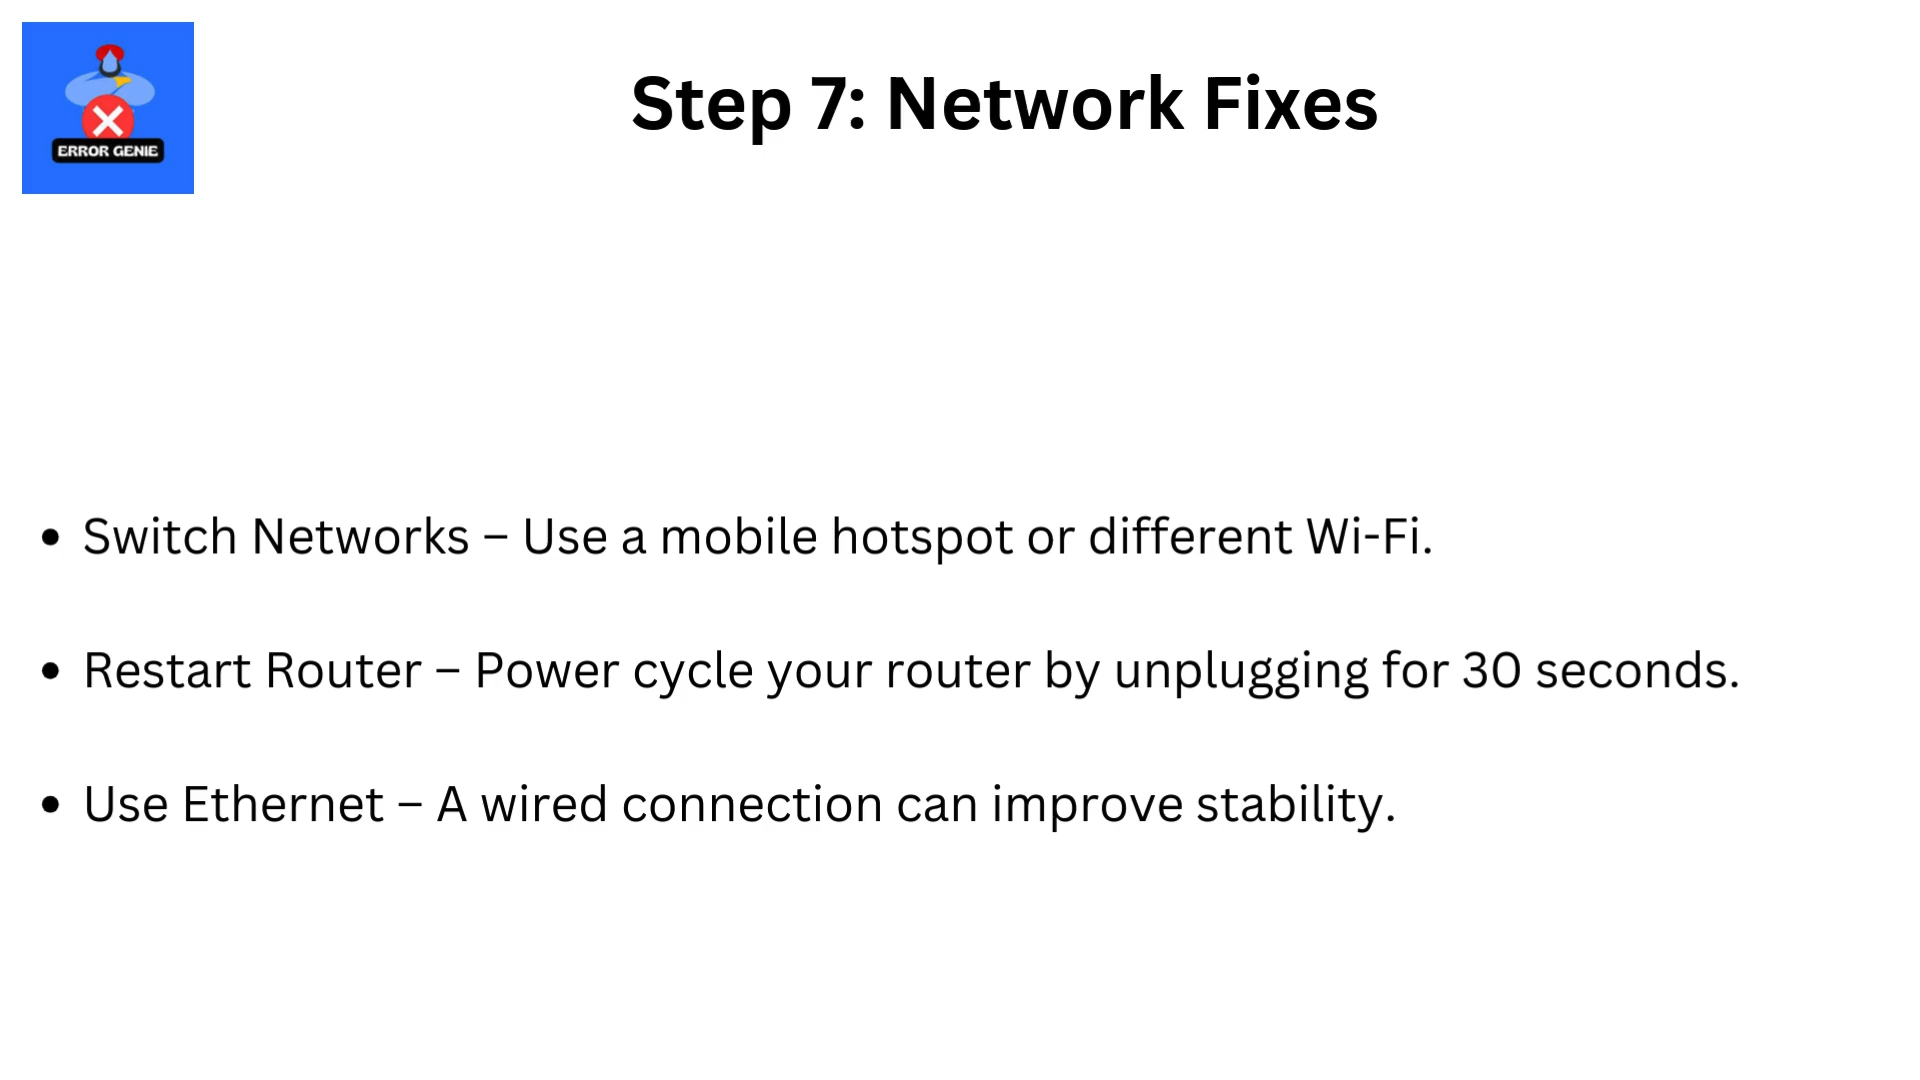 ERROR GENIE
Step 7: Network Fixes
• Switch Networks – Use a mobile hotspot or different Wi-Fi.
• Restart Router – Power cycle your router by unplugging for 30 seconds.
• Use Ethernet – A wired connection can improve stability.